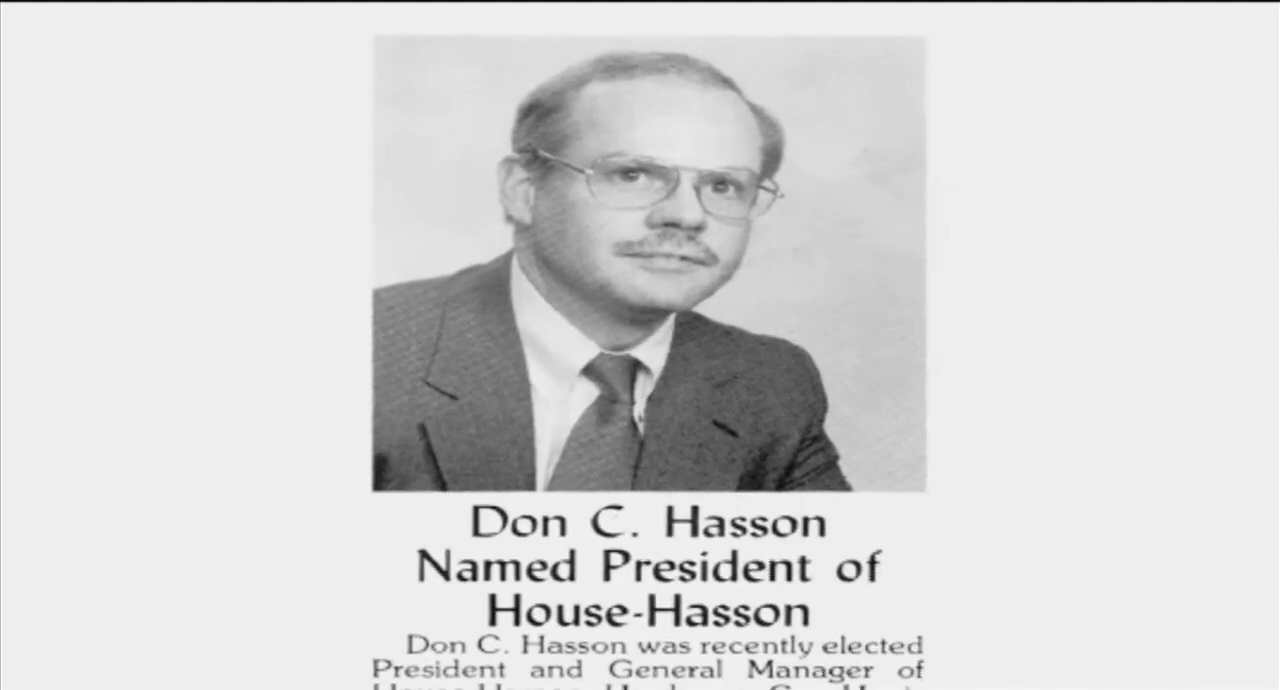 Don C. Hasson
Named President of
House-Hasson
Don C. Hasson was recently elected
President and General Manager of